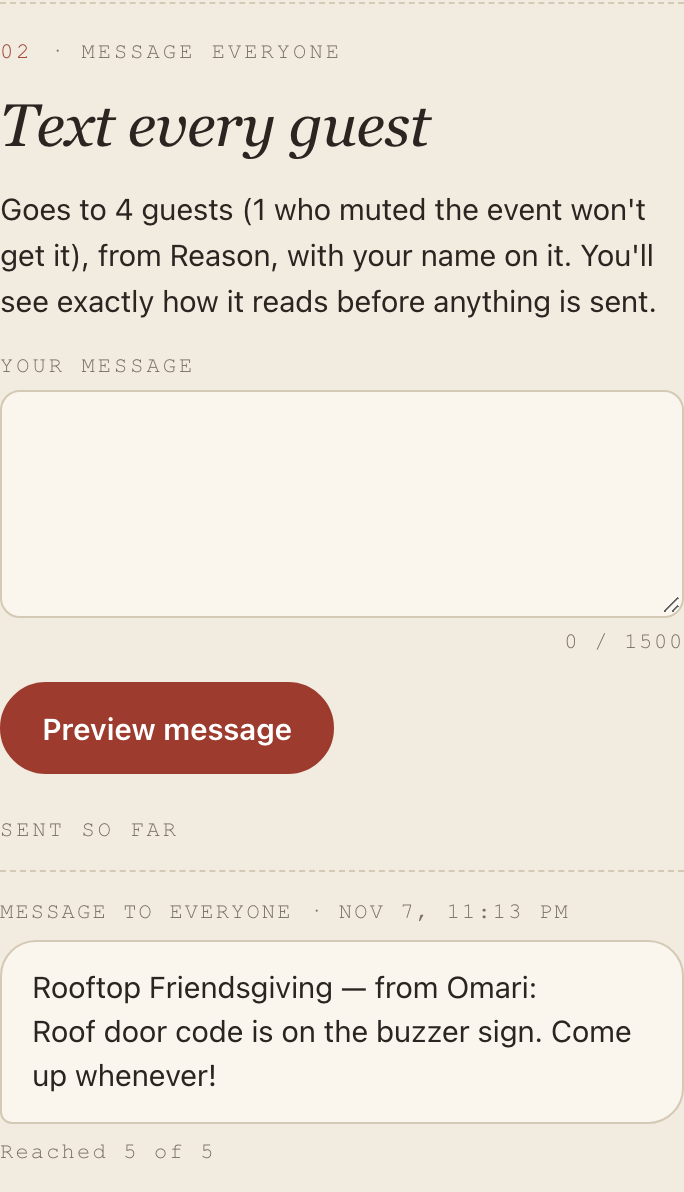 02 · MESSAGE EVERYONE
Text every guest
Goes to 4 guests (1 who muted the event won't
get it), from Reason, with your name on it. You'll
see exactly how it reads before anything is sent.
YOUR MESSAGE
0 / 1500
Preview message
SENT SO FAR
MESSAGE TO EVERYONE · NOV 7, 11:13 PM
Rooftop Friendsgiving — from Omari:
Roof door code is on the buzzer sign. Come
up whenever!
Reached 5 of 5